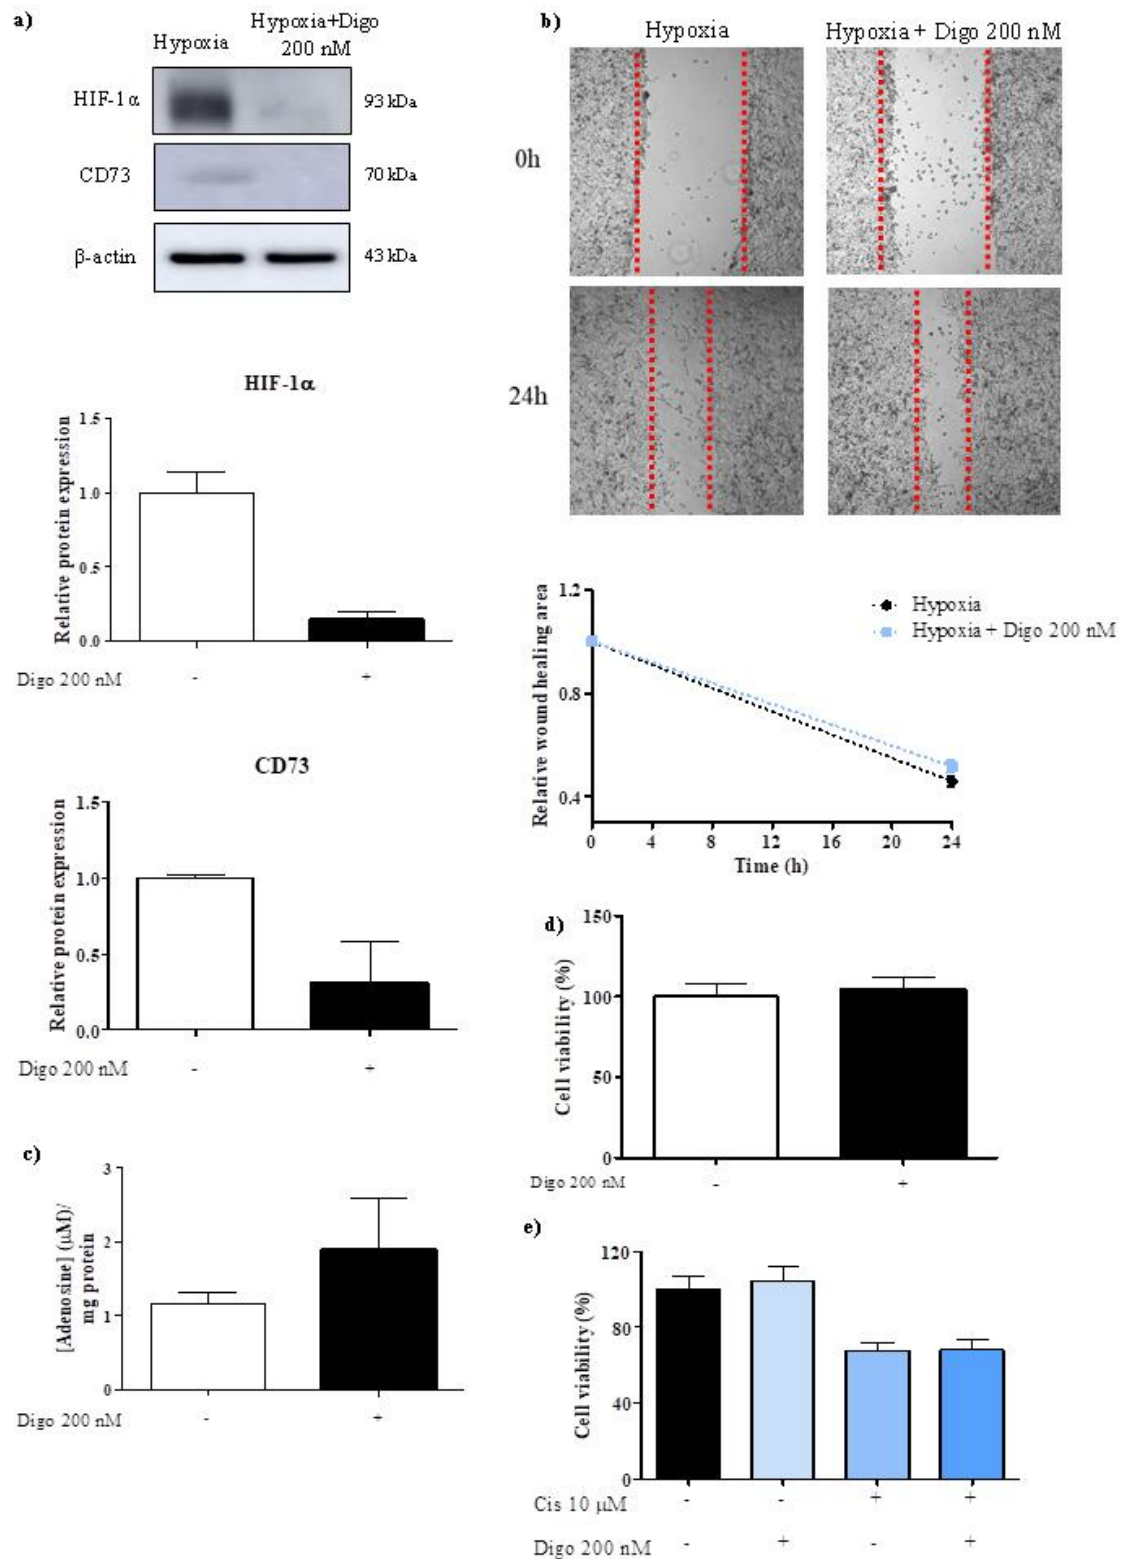 a)
Hypoxia
Hypoxia+Digo
200 nM
HIF-1α
93 kDa
CD73
70 kDa
β-actin
43 kDa
HIF-1α
Relative protein expression
1.5
1.0
0.5
0.0
Digo 200 nM
-
+
CD73
Relative protein expression
1.5
1.0
0.5
0.0
Digo 200 nM
-
+
c)
[Adenosine] (μM)/
mg protein
3
2
1
0
Digo 200 nM
-
+
b)
Hypoxia
Hypoxia + Digo 200 nM
0h
24h
Relative wound healing area
1.2
0.8
0.4
0
4
8
12
16
20
24
Time (h)
Hypoxia
Hypoxia + Digo 200 nM
d)
Cell viability (%)
150
100
50
0
Digo 200 nM
-
+
e)
Cell viability (%)
120
80
40
0
Cis 10 μM
-
-
+
+
Digo 200 nM
-
+
-
+